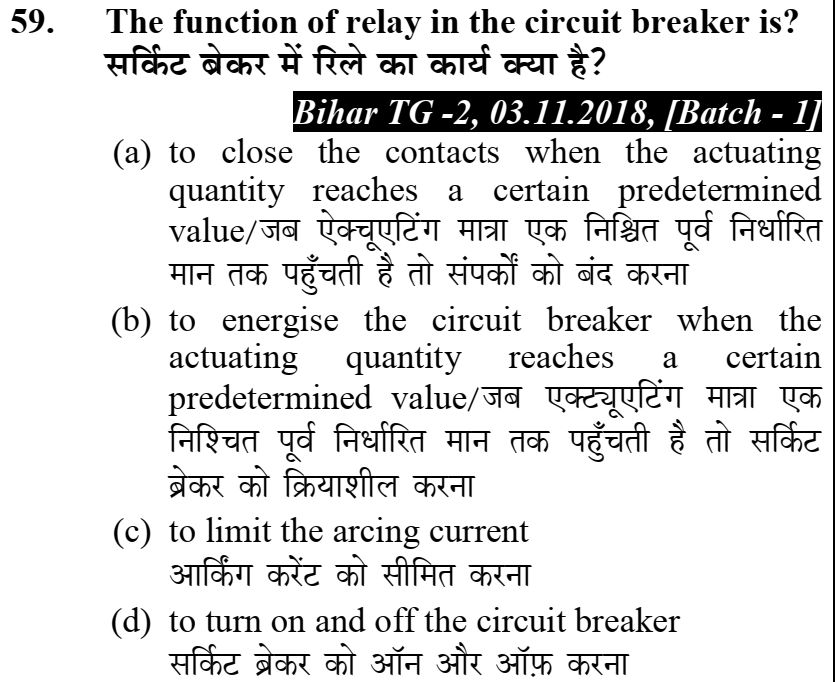 59. The function of relay in the circuit breaker is?
सर्किट ब्रेकर में रिले का कार्य क्या है?
Bihar TG -2, 03.11.2018, [Batch - 1]
(a) to close the contacts when the actuating
quantity reaches a certain predetermined
value/जब ऐक्चूएटिंग मात्रा एक निश्चित पूर्व निर्धारित
मान तक पहुँचती है तो संपर्कों को बंद करना
(b) to energise the circuit breaker when the
actuating quantity reaches a certain
predetermined value/जब एक्ट्यूएटिंग मात्रा एक
निश्चित पूर्व निर्धारित मान तक पहुँचती है तो सर्किट
ब्रेकर को क्रियाशील करना
(c) to limit the arcing current
आर्किंग करेंट को सीमित करना
(d) to turn on and off the circuit breaker
सर्किट ब्रेकर को ऑन और ऑफ़ करना